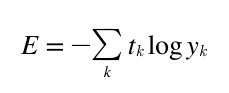 E = −∑ₖ tₖ log yₖ